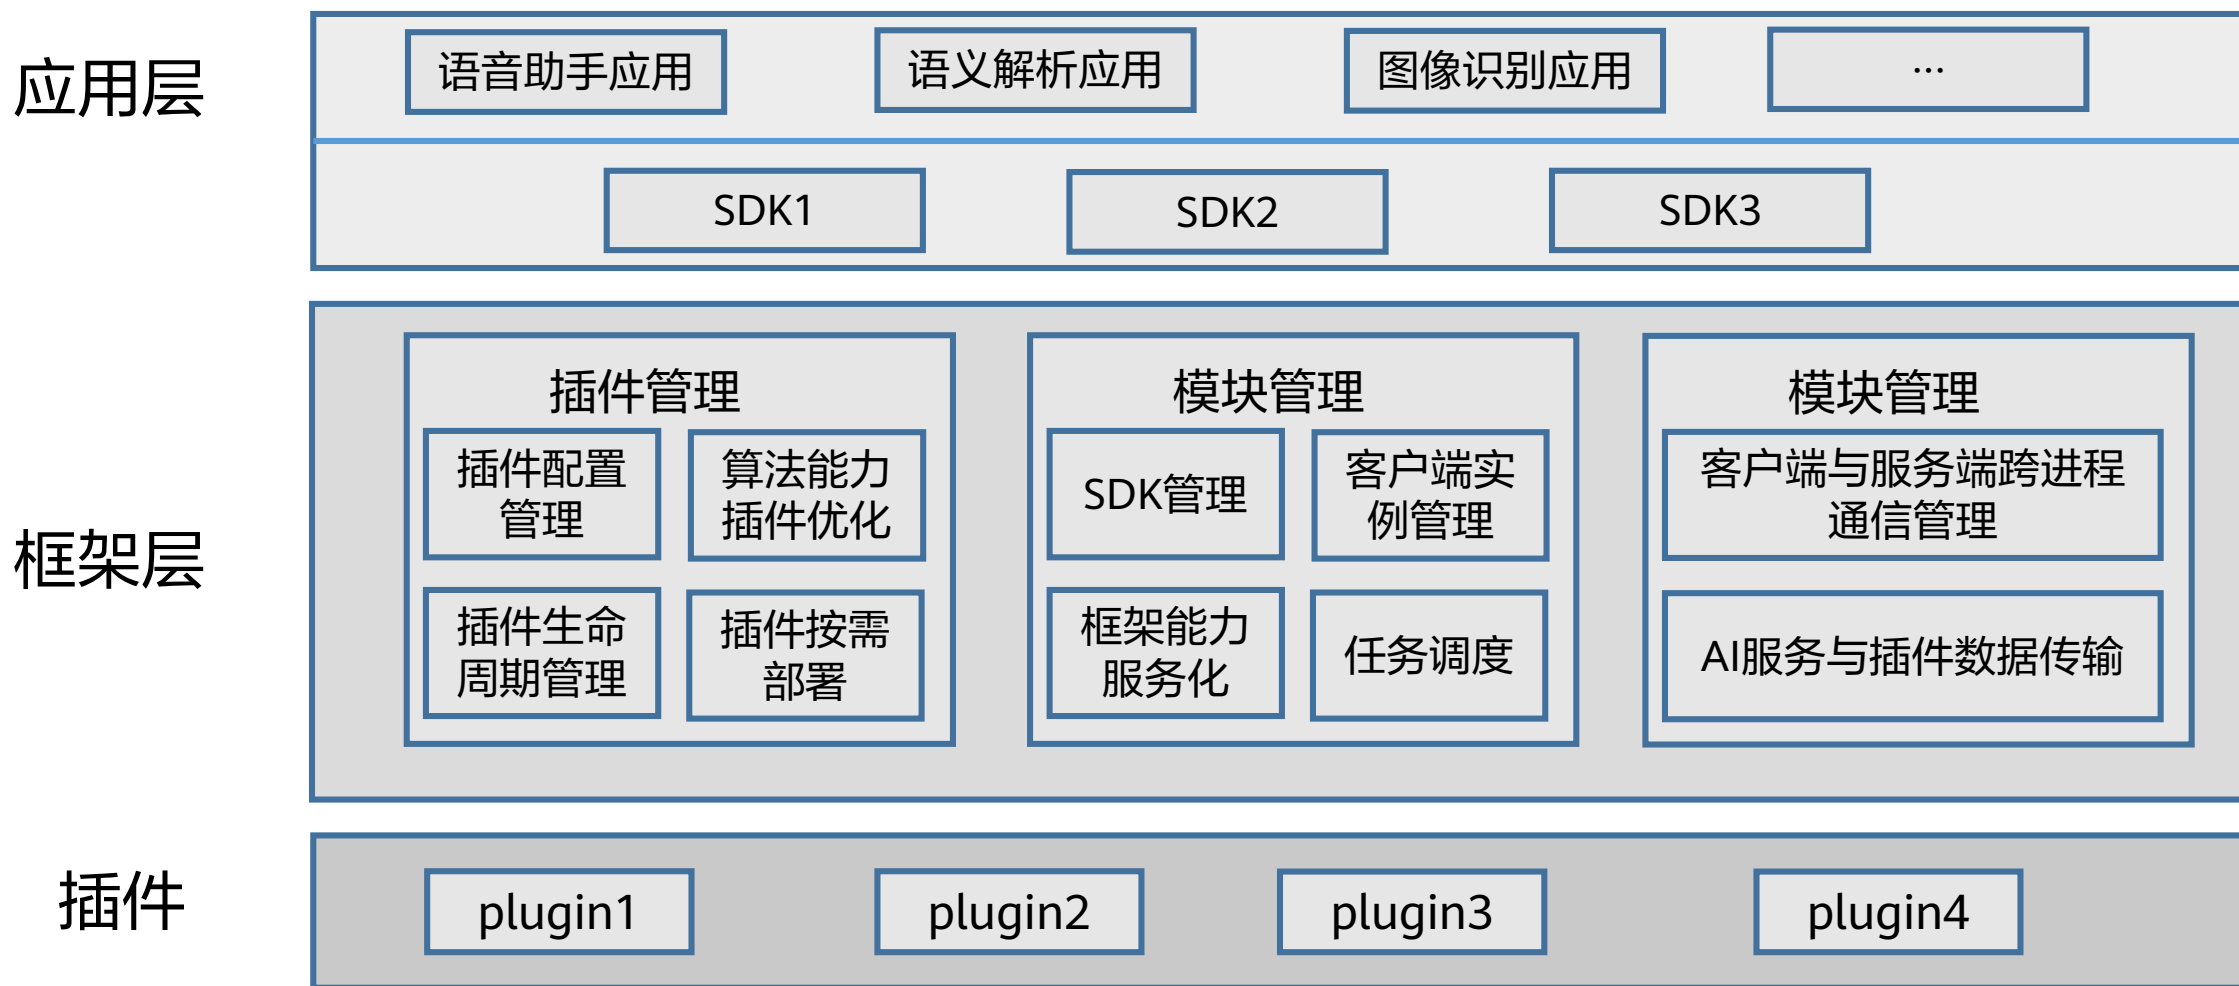 应用层
语音助手应用
语义解析应用
图像识别应用
...
SDK1
SDK2
SDK3
框架层
插件管理
插件配置
管理
算法能力
插件优化
插件生命
周期管理
插件按需
部署
模块管理
SDK管理
客户端实
例管理
框架能力
服务化
任务调度
模块管理
客户端与服务端跨进程
通信管理
AI服务与插件数据传输
插件
plugin1
plugin2
plugin3
plugin4